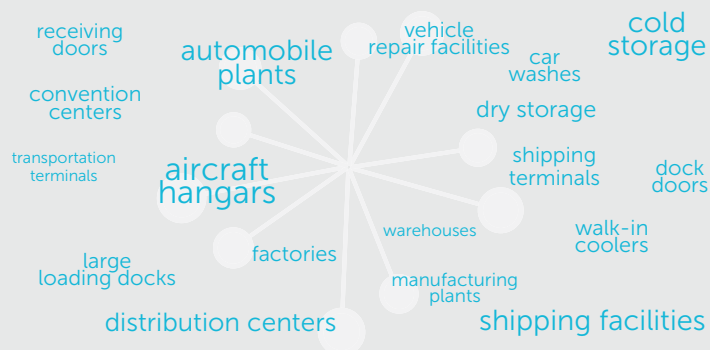 receiving
doors
automobile
plants
vehicle
repair facilities
cold
storage
car
washes
convention
centers
dry storage
transportation
terminals
aircraft
hangars
shipping
terminals
dock
doors
warehouses
walk-in
coolers
large
loading docks
factories
manufacturing
plants
distribution centers
shipping facilities